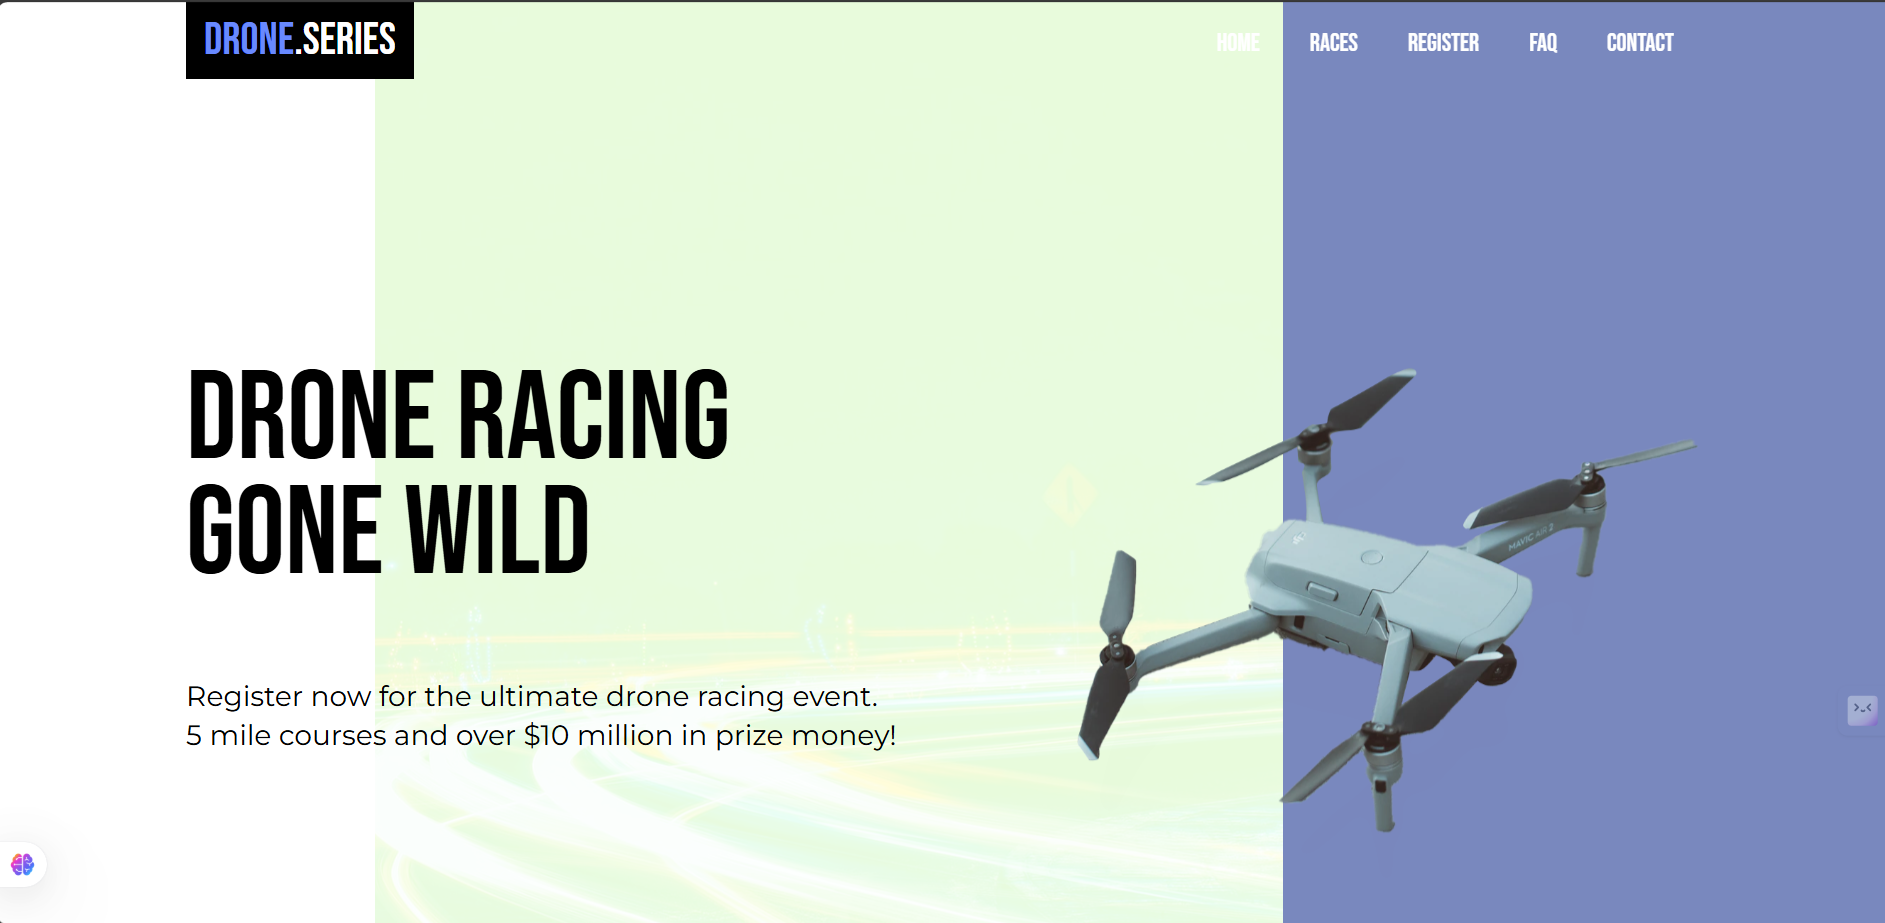 DRONE.SERIES
HOME RACES REGISTER FAQ CONTACT
DRONE RACING
GONE WILD
MAVIC AIR 2
Register now for the ultimate drone racing event.
5 mile courses and over $10 million in prize money!